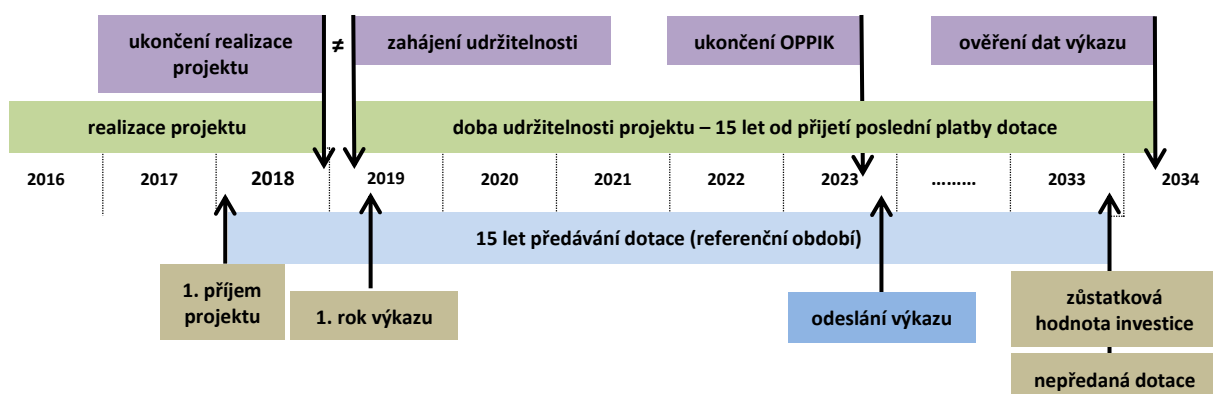 ukončení realizace
projektu
≠
zahájení udržitelnosti
ukončení OPPIK
ověření dat výkazu
realizace projektu
doba udržitelnosti projektu – 15 let od přijetí poslední platby dotace
2016 2017 2018 2019 2020 2021 2022 2023 ……... 2033 2034
15 let předávání dotace (referenční období)
1. příjem
projektu
1. rok výkazu
odeslání výkazu
zůstatková
hodnota investice
nepředaná dotace